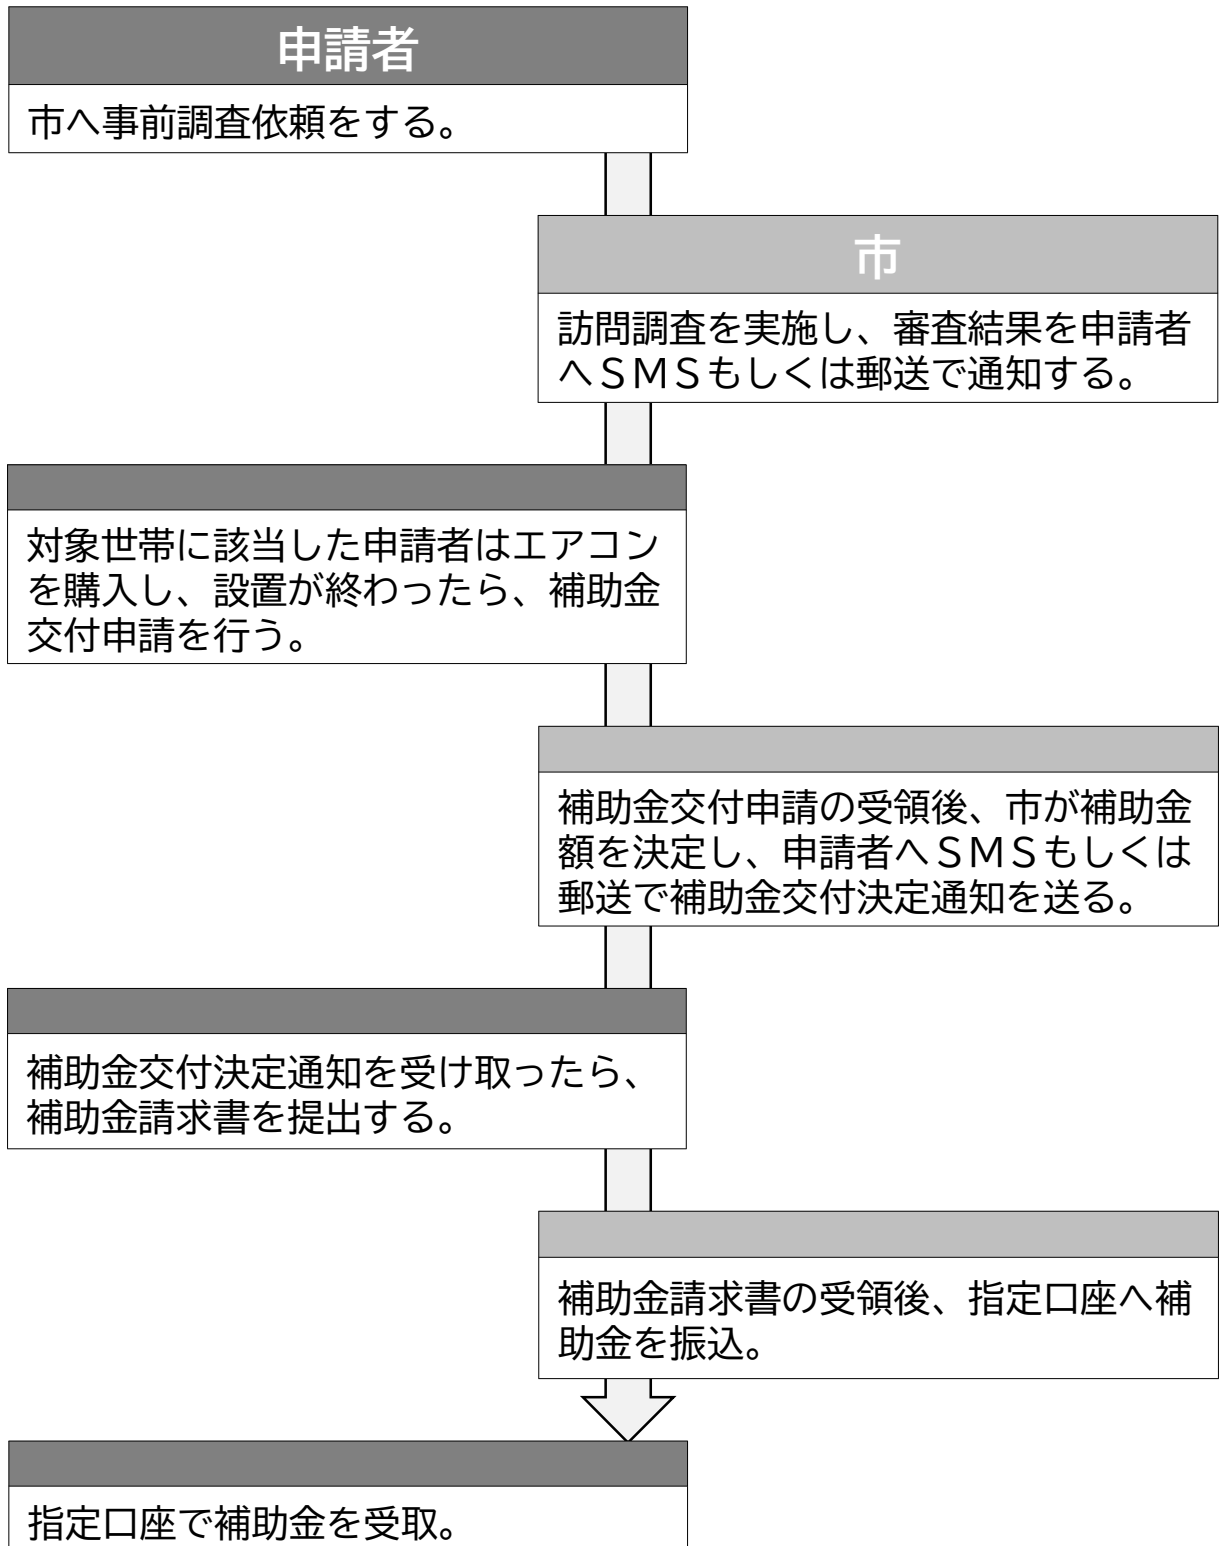 申請者
市へ事前調査依頼をする。
市
訪問調査を実施し、審査結果を申請者
へＳＭＳもしくは郵送で通知する。
対象世帯に該当した申請者はエアコン
を購入し、設置が終わったら、補助金
交付申請を行う。
補助金交付申請の受領後、市が補助金
額を決定し、申請者へＳＭＳもしくは
郵送で補助金交付決定通知を送る。
補助金交付決定通知を受け取ったら、
補助金請求書を提出する。
補助金請求書の受領後、指定口座へ補
助金を振込。
指定口座で補助金を受取。